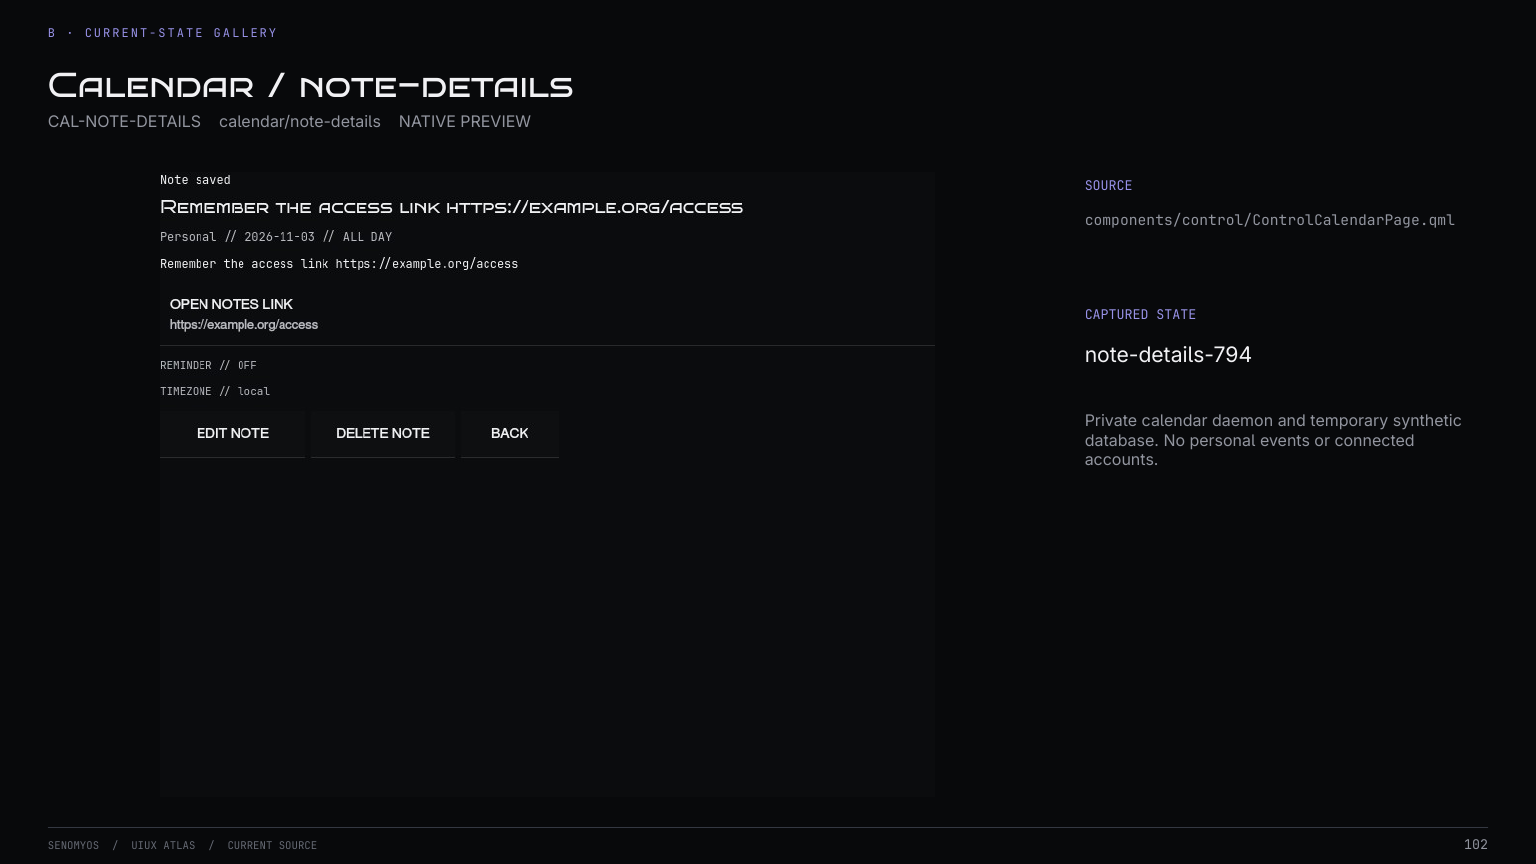 B · CURRENT-STATE GALLERY
Calendar / note-details
CAL-NOTE-DETAILS calendar/note-details NATIVE PREVIEW
Note saved
Remember the access link https://example.org/access
Personal // 2026-11-03 // ALL DAY
Remember the access link https://example.org/access
OPEN NOTES LINK
https://example.org/access
REMINDER // OFF
TIMEZONE // local
EDIT NOTE DELETE NOTE BACK
SOURCE
components/control/ControlCalendarPage.qml
CAPTURED STATE
note-details-794
Private calendar daemon and temporary synthetic
database. No personal events or connected
accounts.
SENOMYOS / UIUX ATLAS / CURRENT SOURCE
102